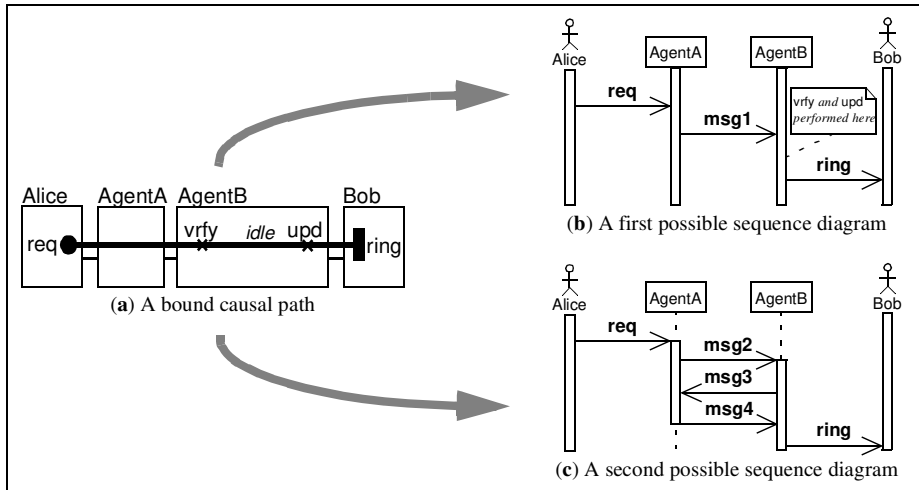 Alice AgentA AgentB Bob
req vrfy idle upd ring
(a) A bound causal path
Alice AgentA AgentB Bob
req
msg1
vrfy and upd
performed here
ring
(b) A first possible sequence diagram
Alice AgentA AgentB Bob
req
msg2
msg3
msg4
ring
(c) A second possible sequence diagram